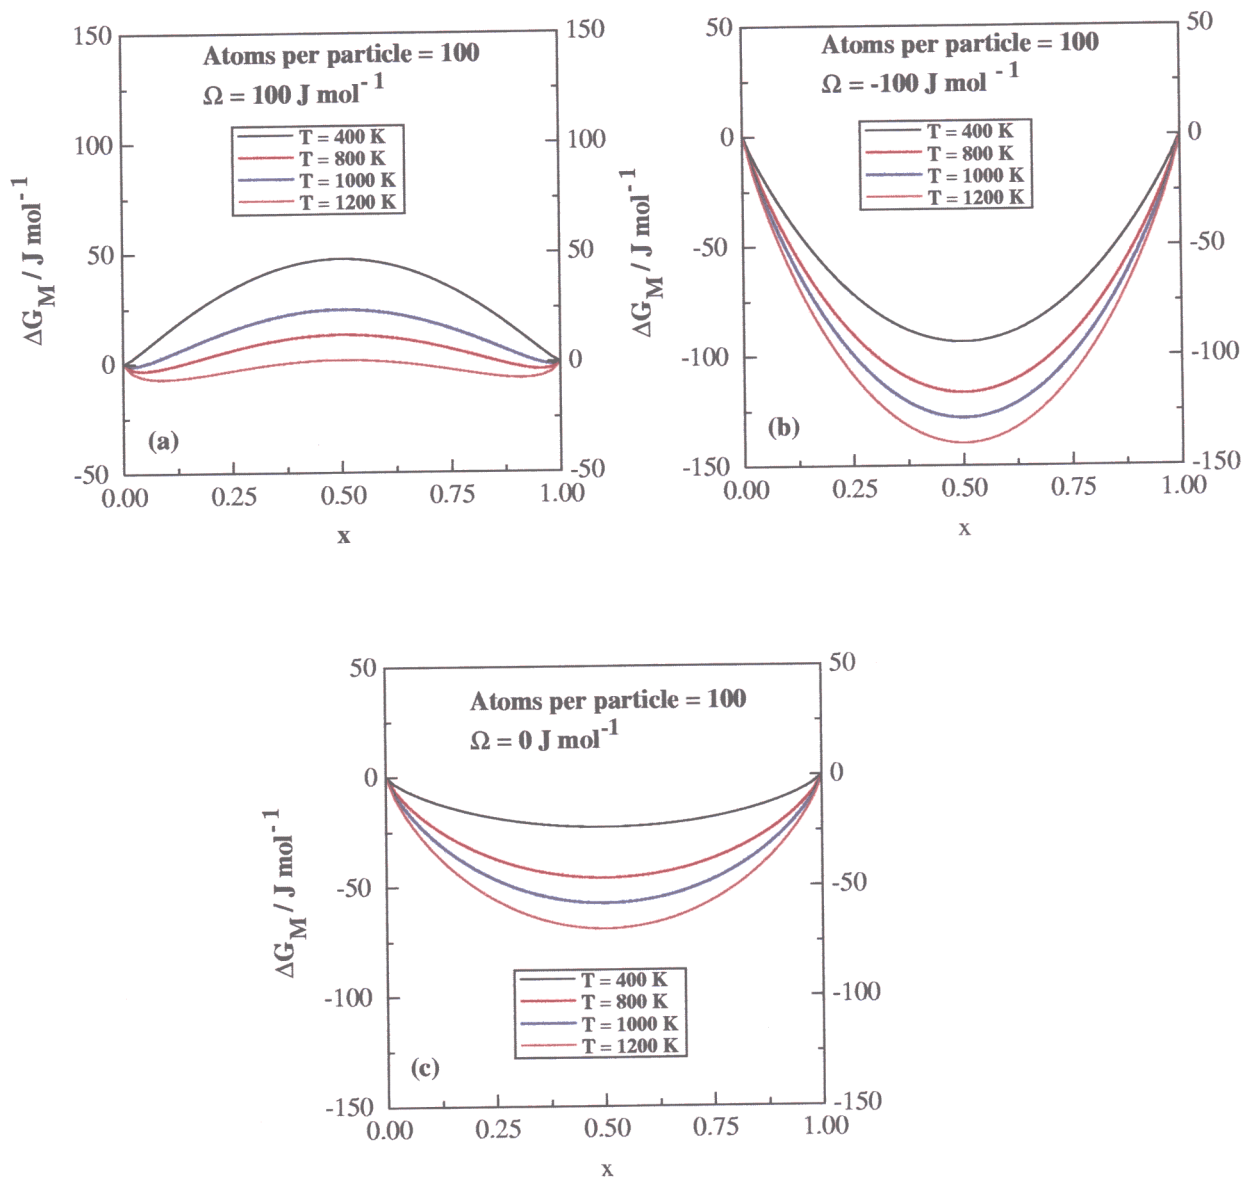 150
100
50
0
-50
150
100
50
0
-50
Atoms per particle = 100
Ω = 100 J mol⁻¹
T = 400 K
T = 800 K
T = 1000 K
T = 1200 K
ΔG_M / J mol⁻¹
(a)
0.00 0.25 0.50 0.75 1.00
x
50
0
-50
-100
-150
50
0
-50
-100
-150
Atoms per particle = 100
Ω = -100 J mol⁻¹
T = 400 K
T = 800 K
T = 1000 K
T = 1200 K
ΔG_M / J mol⁻¹
(b)
0.00 0.25 0.50 0.75 1.00
x
50
0
-50
-100
-150
50
0
-50
-100
-150
Atoms per particle = 100
Ω = 0 J mol⁻¹
ΔG_M / J mol⁻¹
T = 400 K
T = 800 K
T = 1000 K
T = 1200 K
(c)
0.00 0.25 0.50 0.75 1.00
x